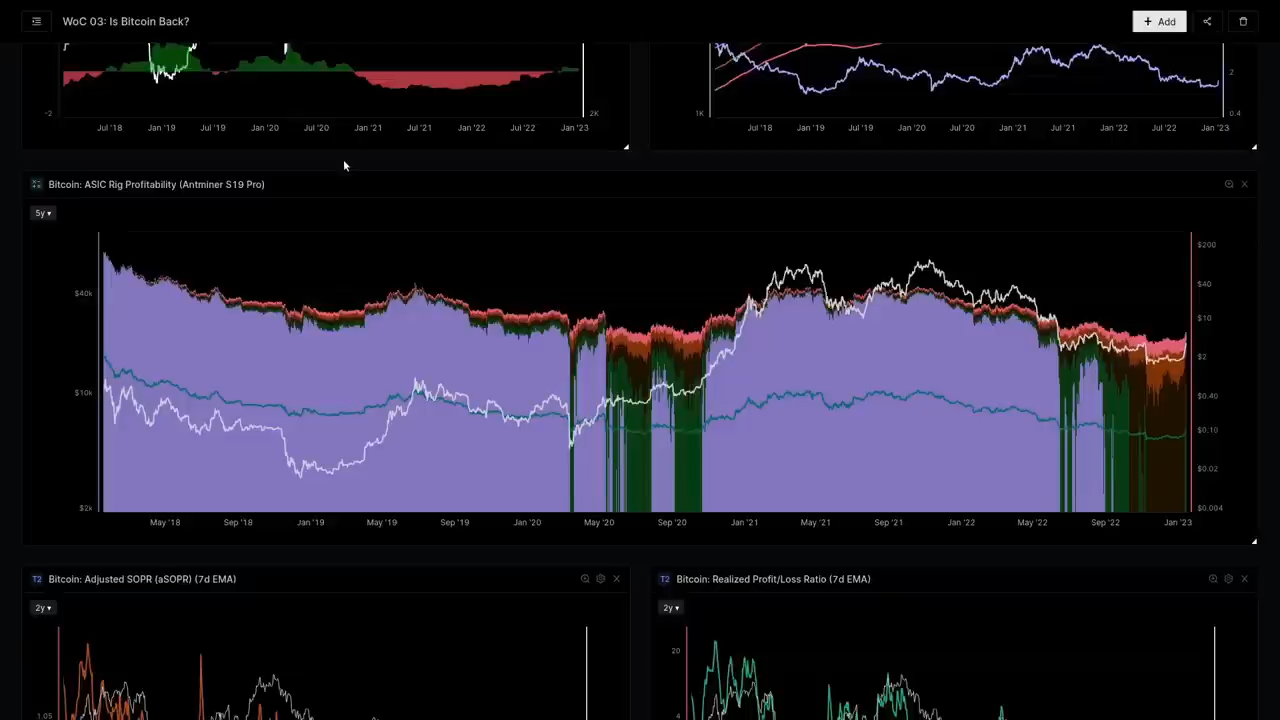 WoC 03: Is Bitcoin Back?
+ Add
-2
2K
Jul '18 Jan '19 Jul '19 Jan '20 Jul '20 Jan '21 Jul '21 Jan '22 Jul '22 Jan '23
2
1K
0.4
Jul '18 Jan '19 Jul '19 Jan '20 Jul '20 Jan '21 Jul '21 Jan '22 Jul '22 Jan '23
Bitcoin: ASIC Rig Profitability (Antminer S19 Pro)
5y
$40k
$10k
$2k
$200
$40
$10
$2
$0.40
$0.10
$0.02
$0.004
May '18 Sep '18 Jan '19 May '19 Sep '19 Jan '20 May '20 Sep '20 Jan '21 May '21 Sep '21 Jan '22 May '22 Sep '22 Jan '23
T2 Bitcoin: Adjusted SOPR (aSOPR) (7d EMA)
2y
1.05
T2 Bitcoin: Realized Profit/Loss Ratio (7d EMA)
2y
20
4